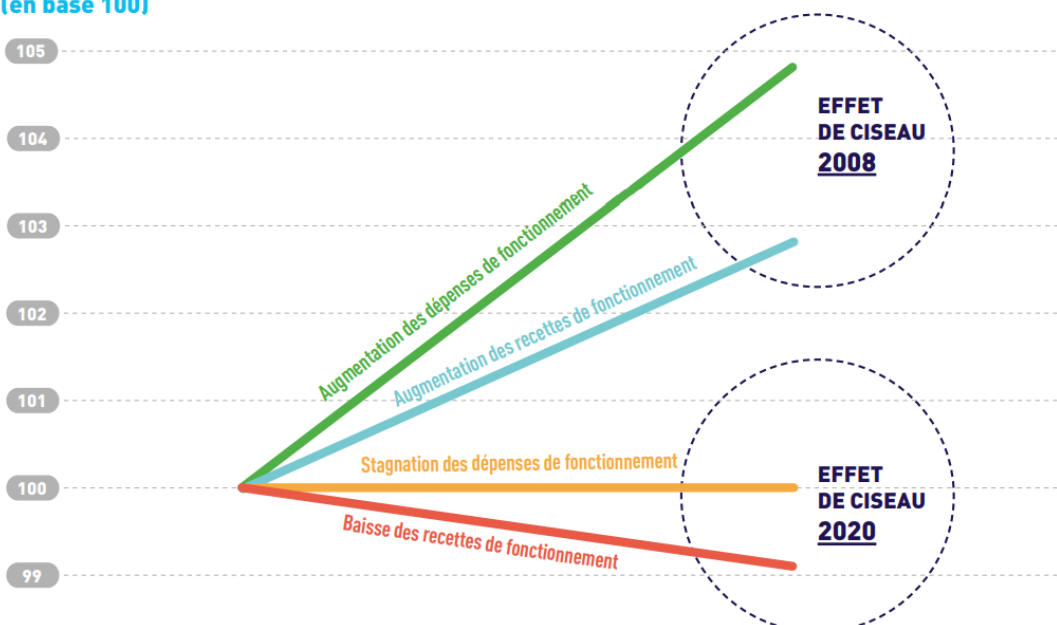 (en base 100)
105
EFFET
DE CISEAU
2008
104
103
Augmentation des dépenses de fonctionnement
Augmentation des recettes de fonctionnement
102
101
Stagnation des dépenses de fonctionnement
100
EFFET
DE CISEAU
2020
Baisse des recettes de fonctionnement
99